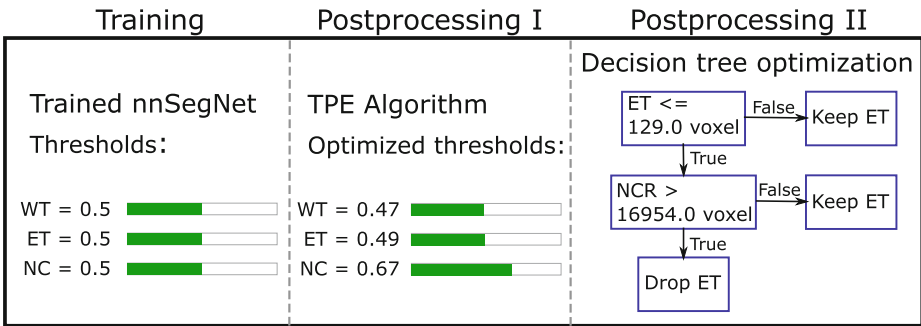 Training
Trained nnSegNet
Thresholds:
WT = 0.5
ET = 0.5
NC = 0.5
Postprocessing I
TPE Algorithm
Optimized thresholds:
WT = 0.47
ET = 0.49
NC = 0.67
Postprocessing II
Decision tree optimization
ET <=
129.0 voxel
False
Keep ET
True
NCR >
16954.0 voxel
False
Keep ET
True
Drop ET